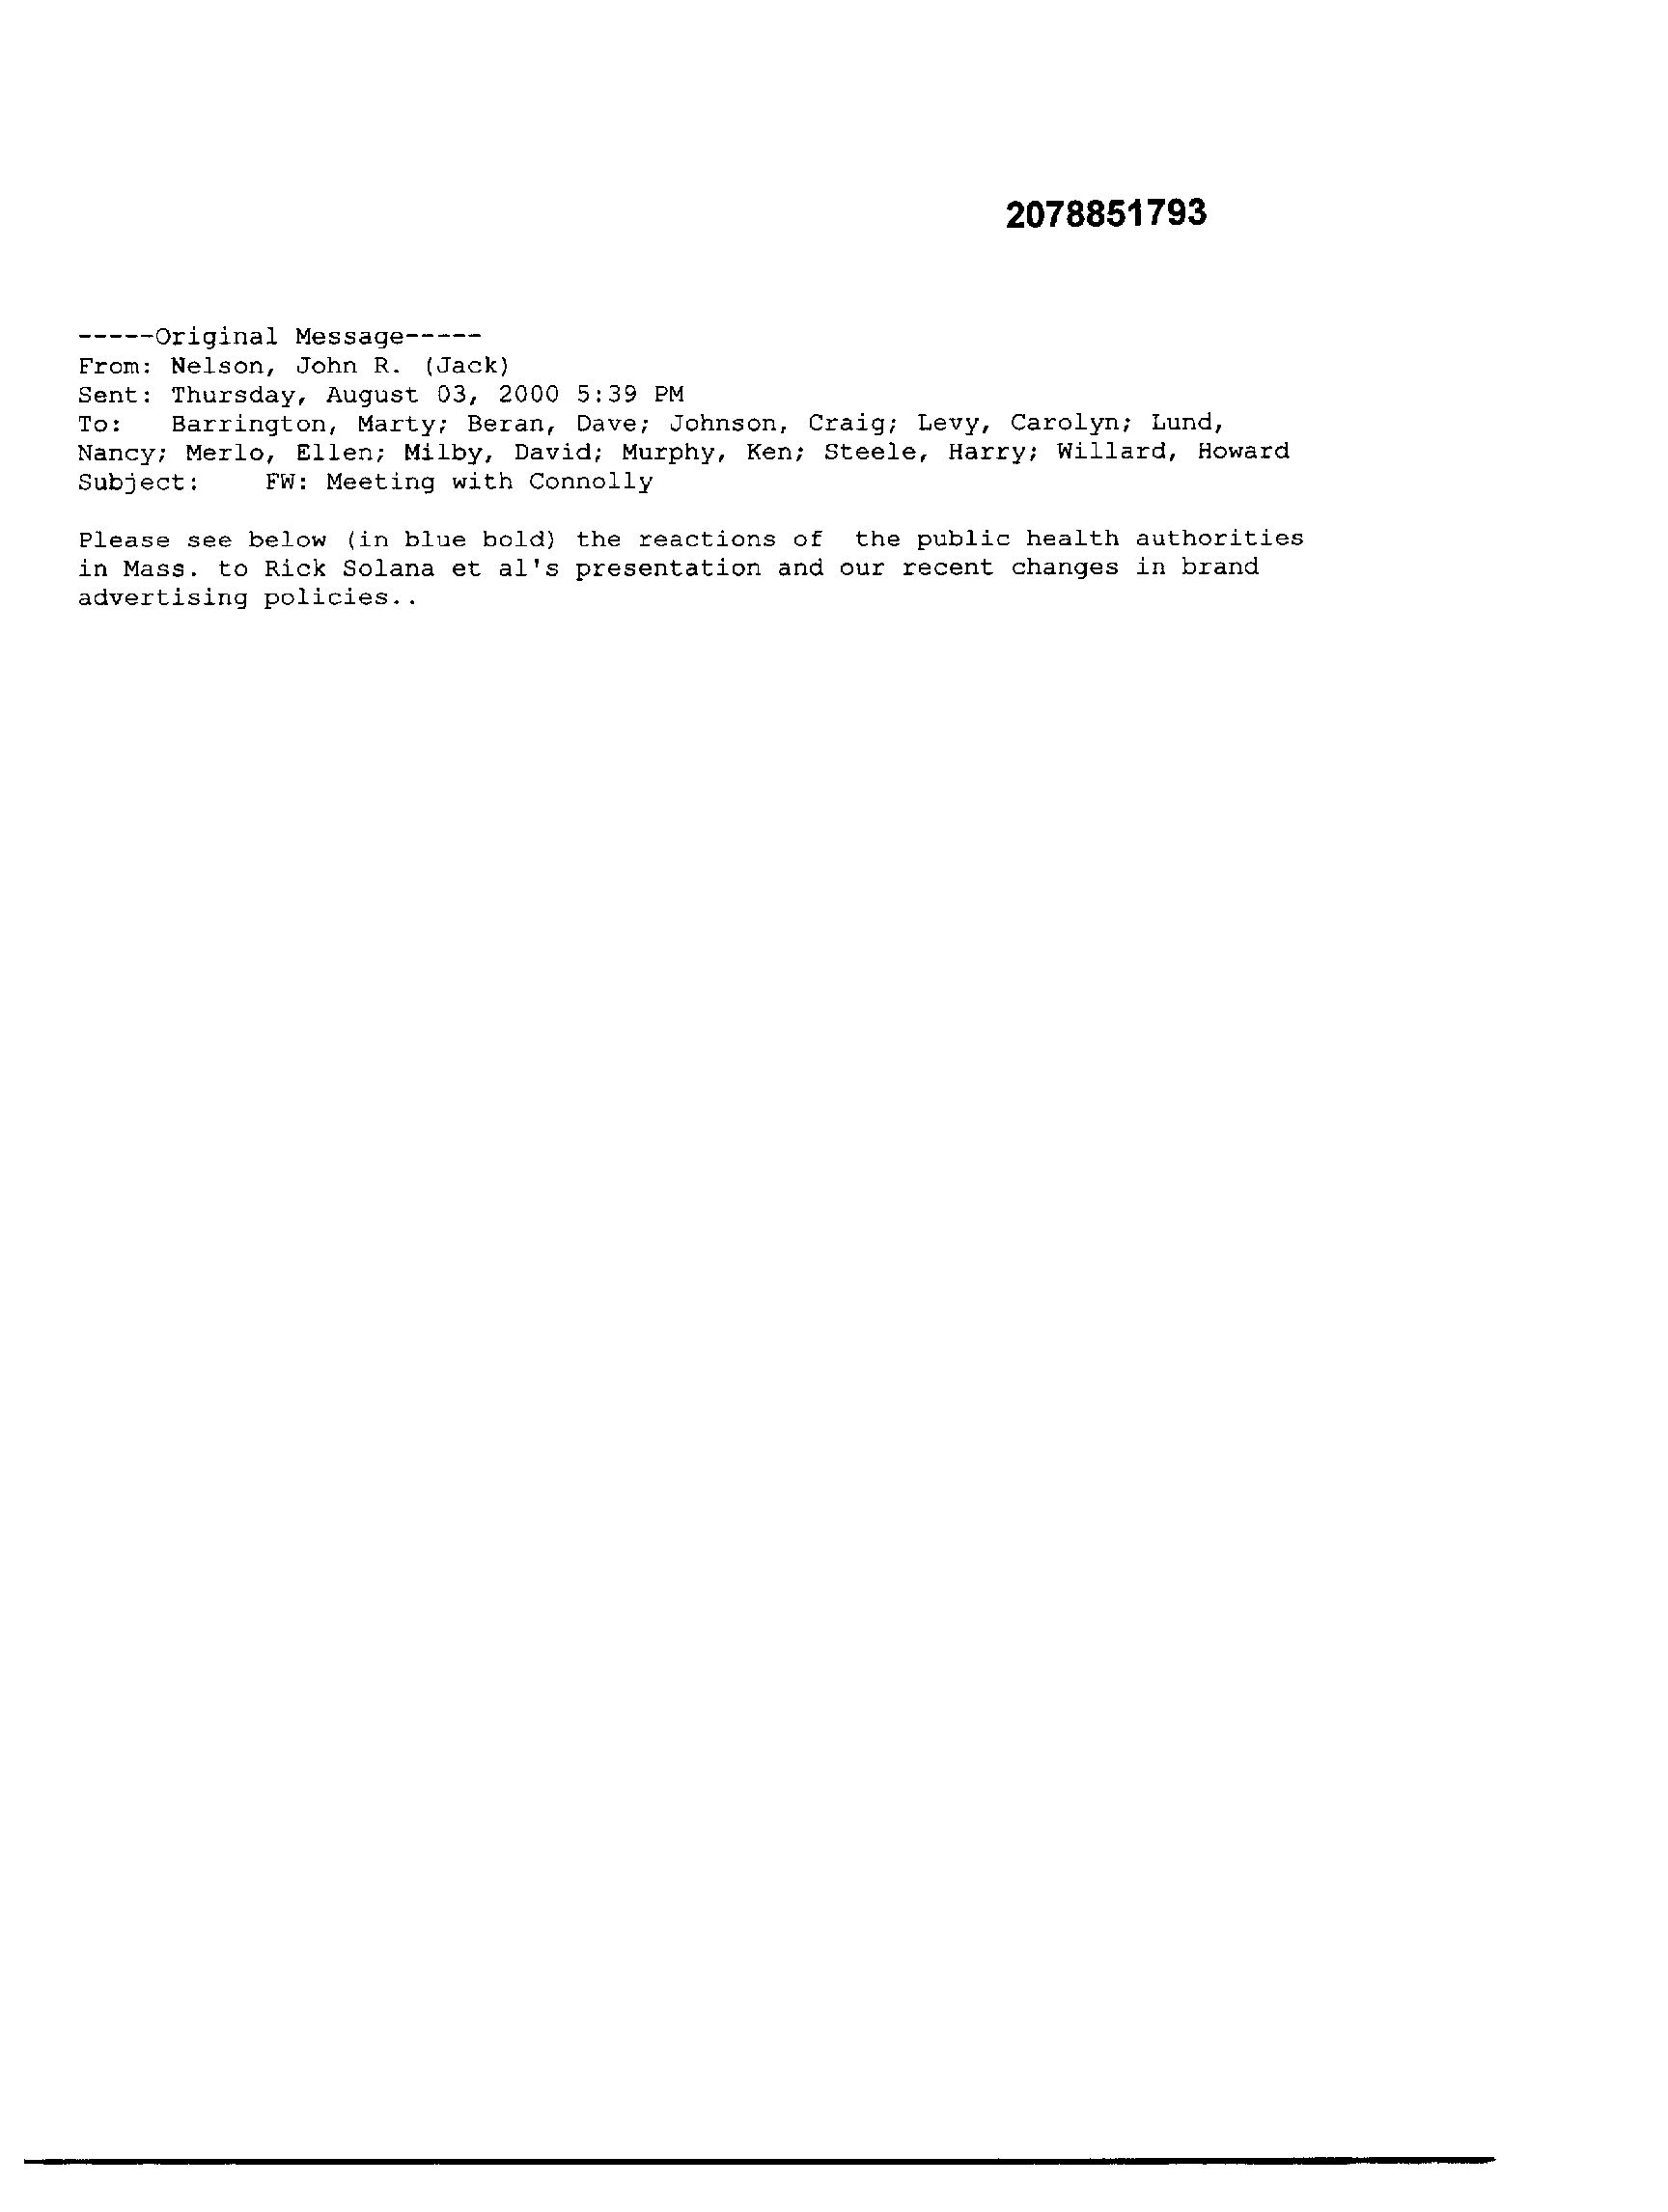 2078851793
-----Original Message-----
From: Nelson, John R. (Jack)
Sent: Thursday, August 03, 2000 5:39 PM
To:   Barrington, Marty; Beran, Dave; Johnson, Craig; Levy, Carolyn; Lund,
Nancy; Merlo, Ellen; Milby, David; Murphy, Ken; Steele, Harry; Willard, Howard
Subject:    FW: Meeting with Connolly
Please see below (in blue bold) the reactions of  the public health authorities
in Mass. to Rick Solana et al's presentation and our recent changes in brand
advertising policies..